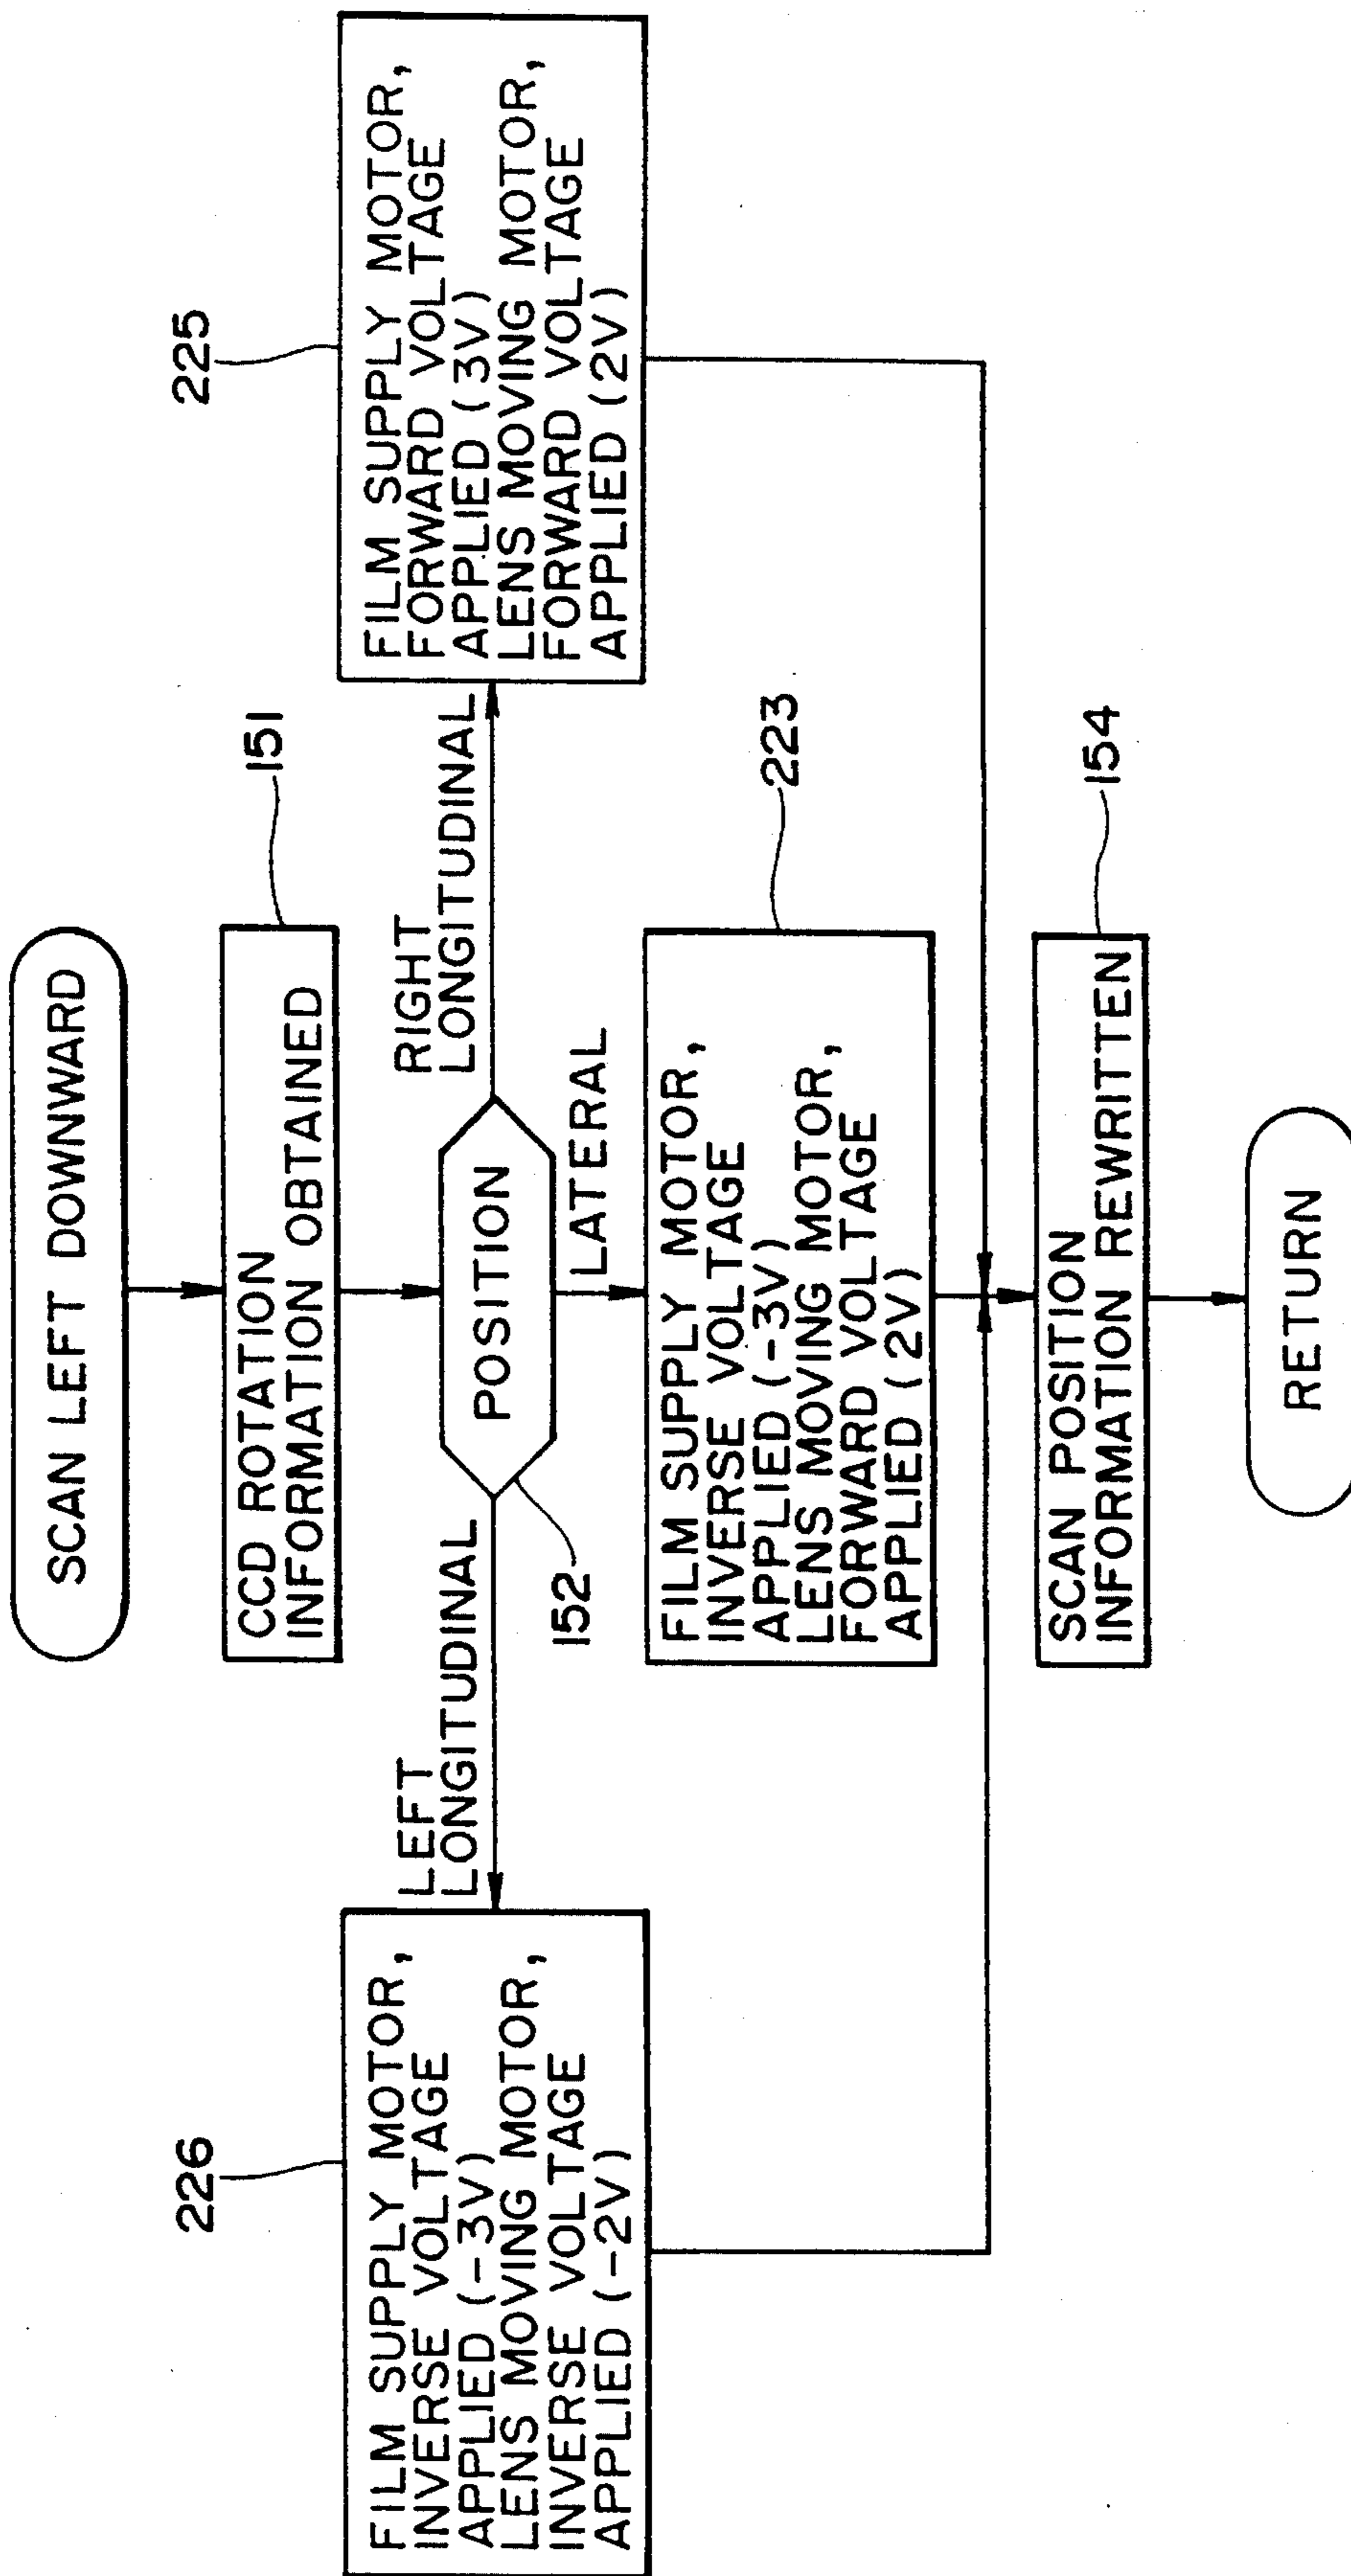 SCAN LEFT DOWNWARD
CCD ROTATION
INFORMATION OBTAINED
151
POSITION
152
LEFT
LONGITUDINAL
RIGHT
LONGITUDINAL
LATERAL
226
FILM SUPPLY MOTOR,
INVERSE VOLTAGE
APPLIED (-3V)
LENS MOVING MOTOR,
INVERSE VOLTAGE
APPLIED (-2V)
223
FILM SUPPLY MOTOR,
INVERSE VOLTAGE
APPLIED (-3V)
LENS MOVING MOTOR,
FORWARD VOLTAGE
APPLIED (2V)
225
FILM SUPPLY MOTOR,
FORWARD VOLTAGE
APPLIED (3V)
LENS MOVING MOTOR,
FORWARD VOLTAGE
APPLIED (2V)
154
SCAN POSITION
INFORMATION REWRITTEN
RETURN